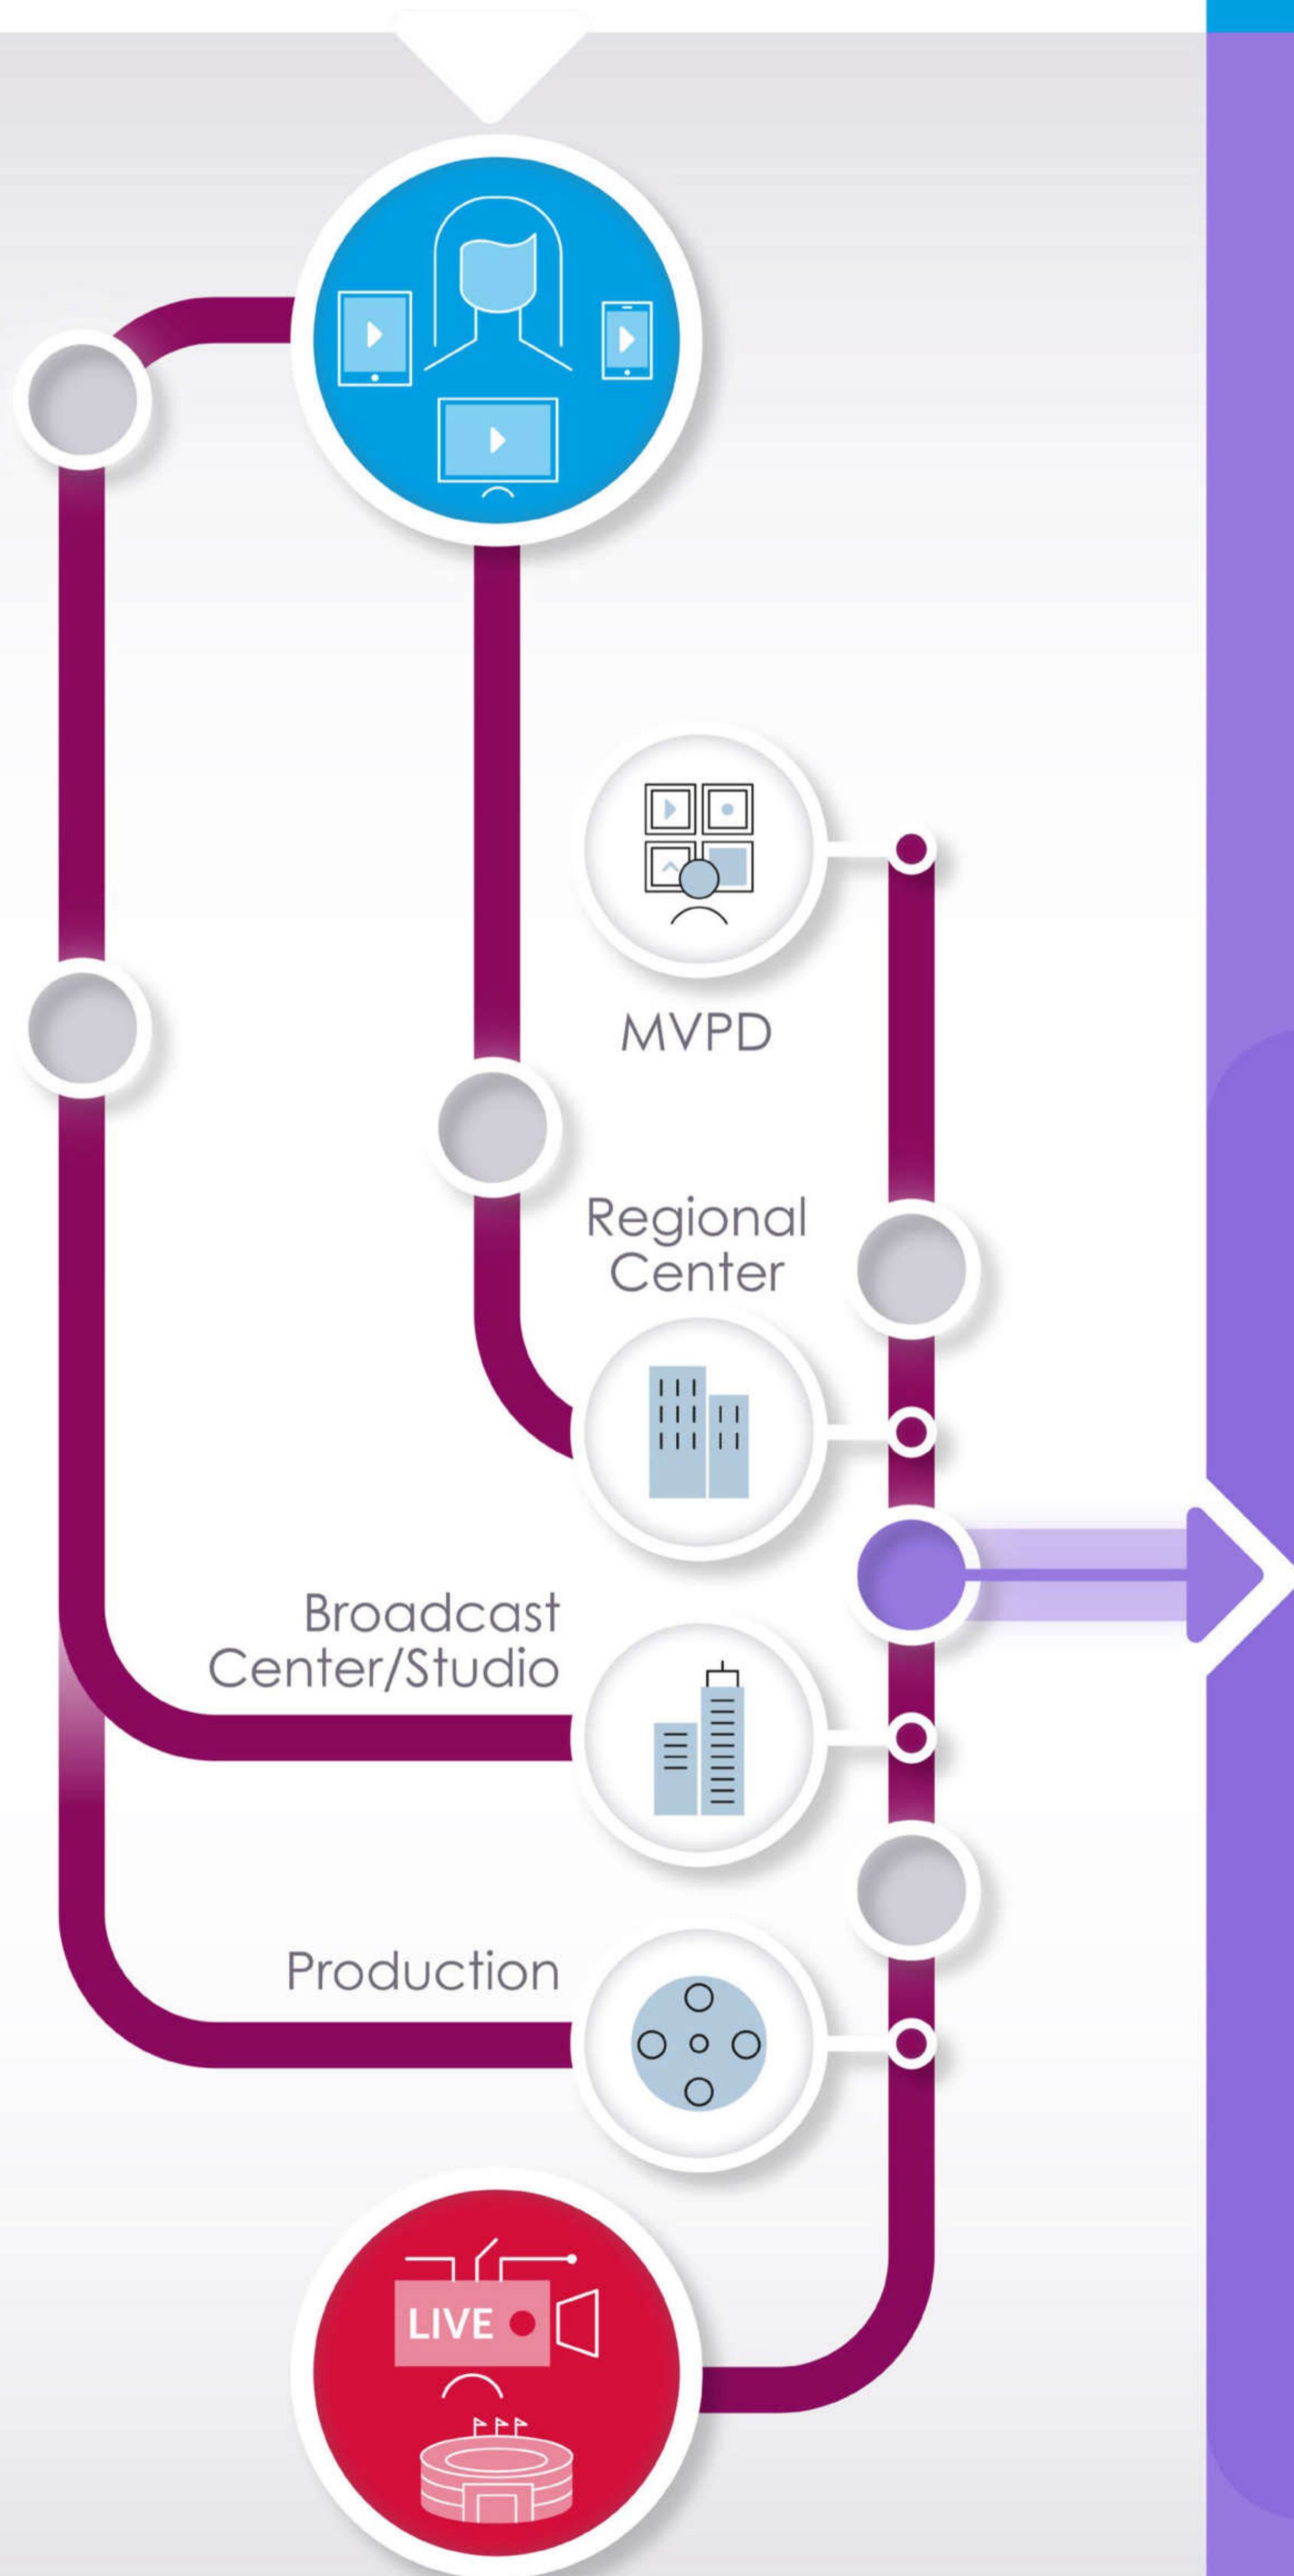 MVPD
Regional
Center
Broadcast
Center/Studio
Production
LIVE